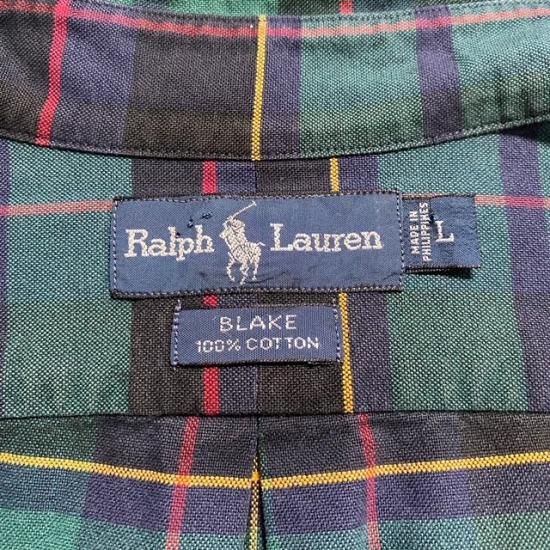 Ralph Lauren
MADE IN
PHILIPPINES
L
BLAKE
100% COTTON